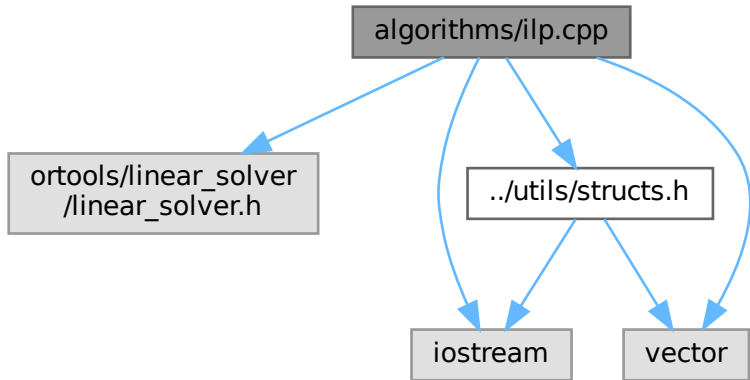 algorithms/ilp.cpp
ortools/linear_solver
/linear_solver.h
../utils/structs.h
iostream
vector